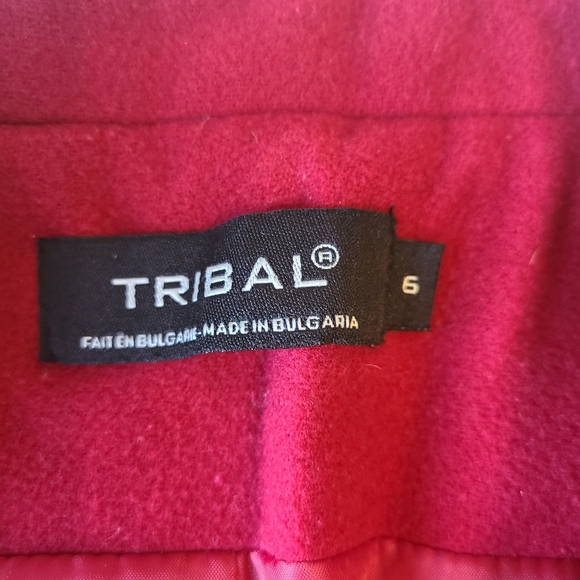 TRIBAL®
6
FAIT EN BULGARIE-MADE IN BULGARIA